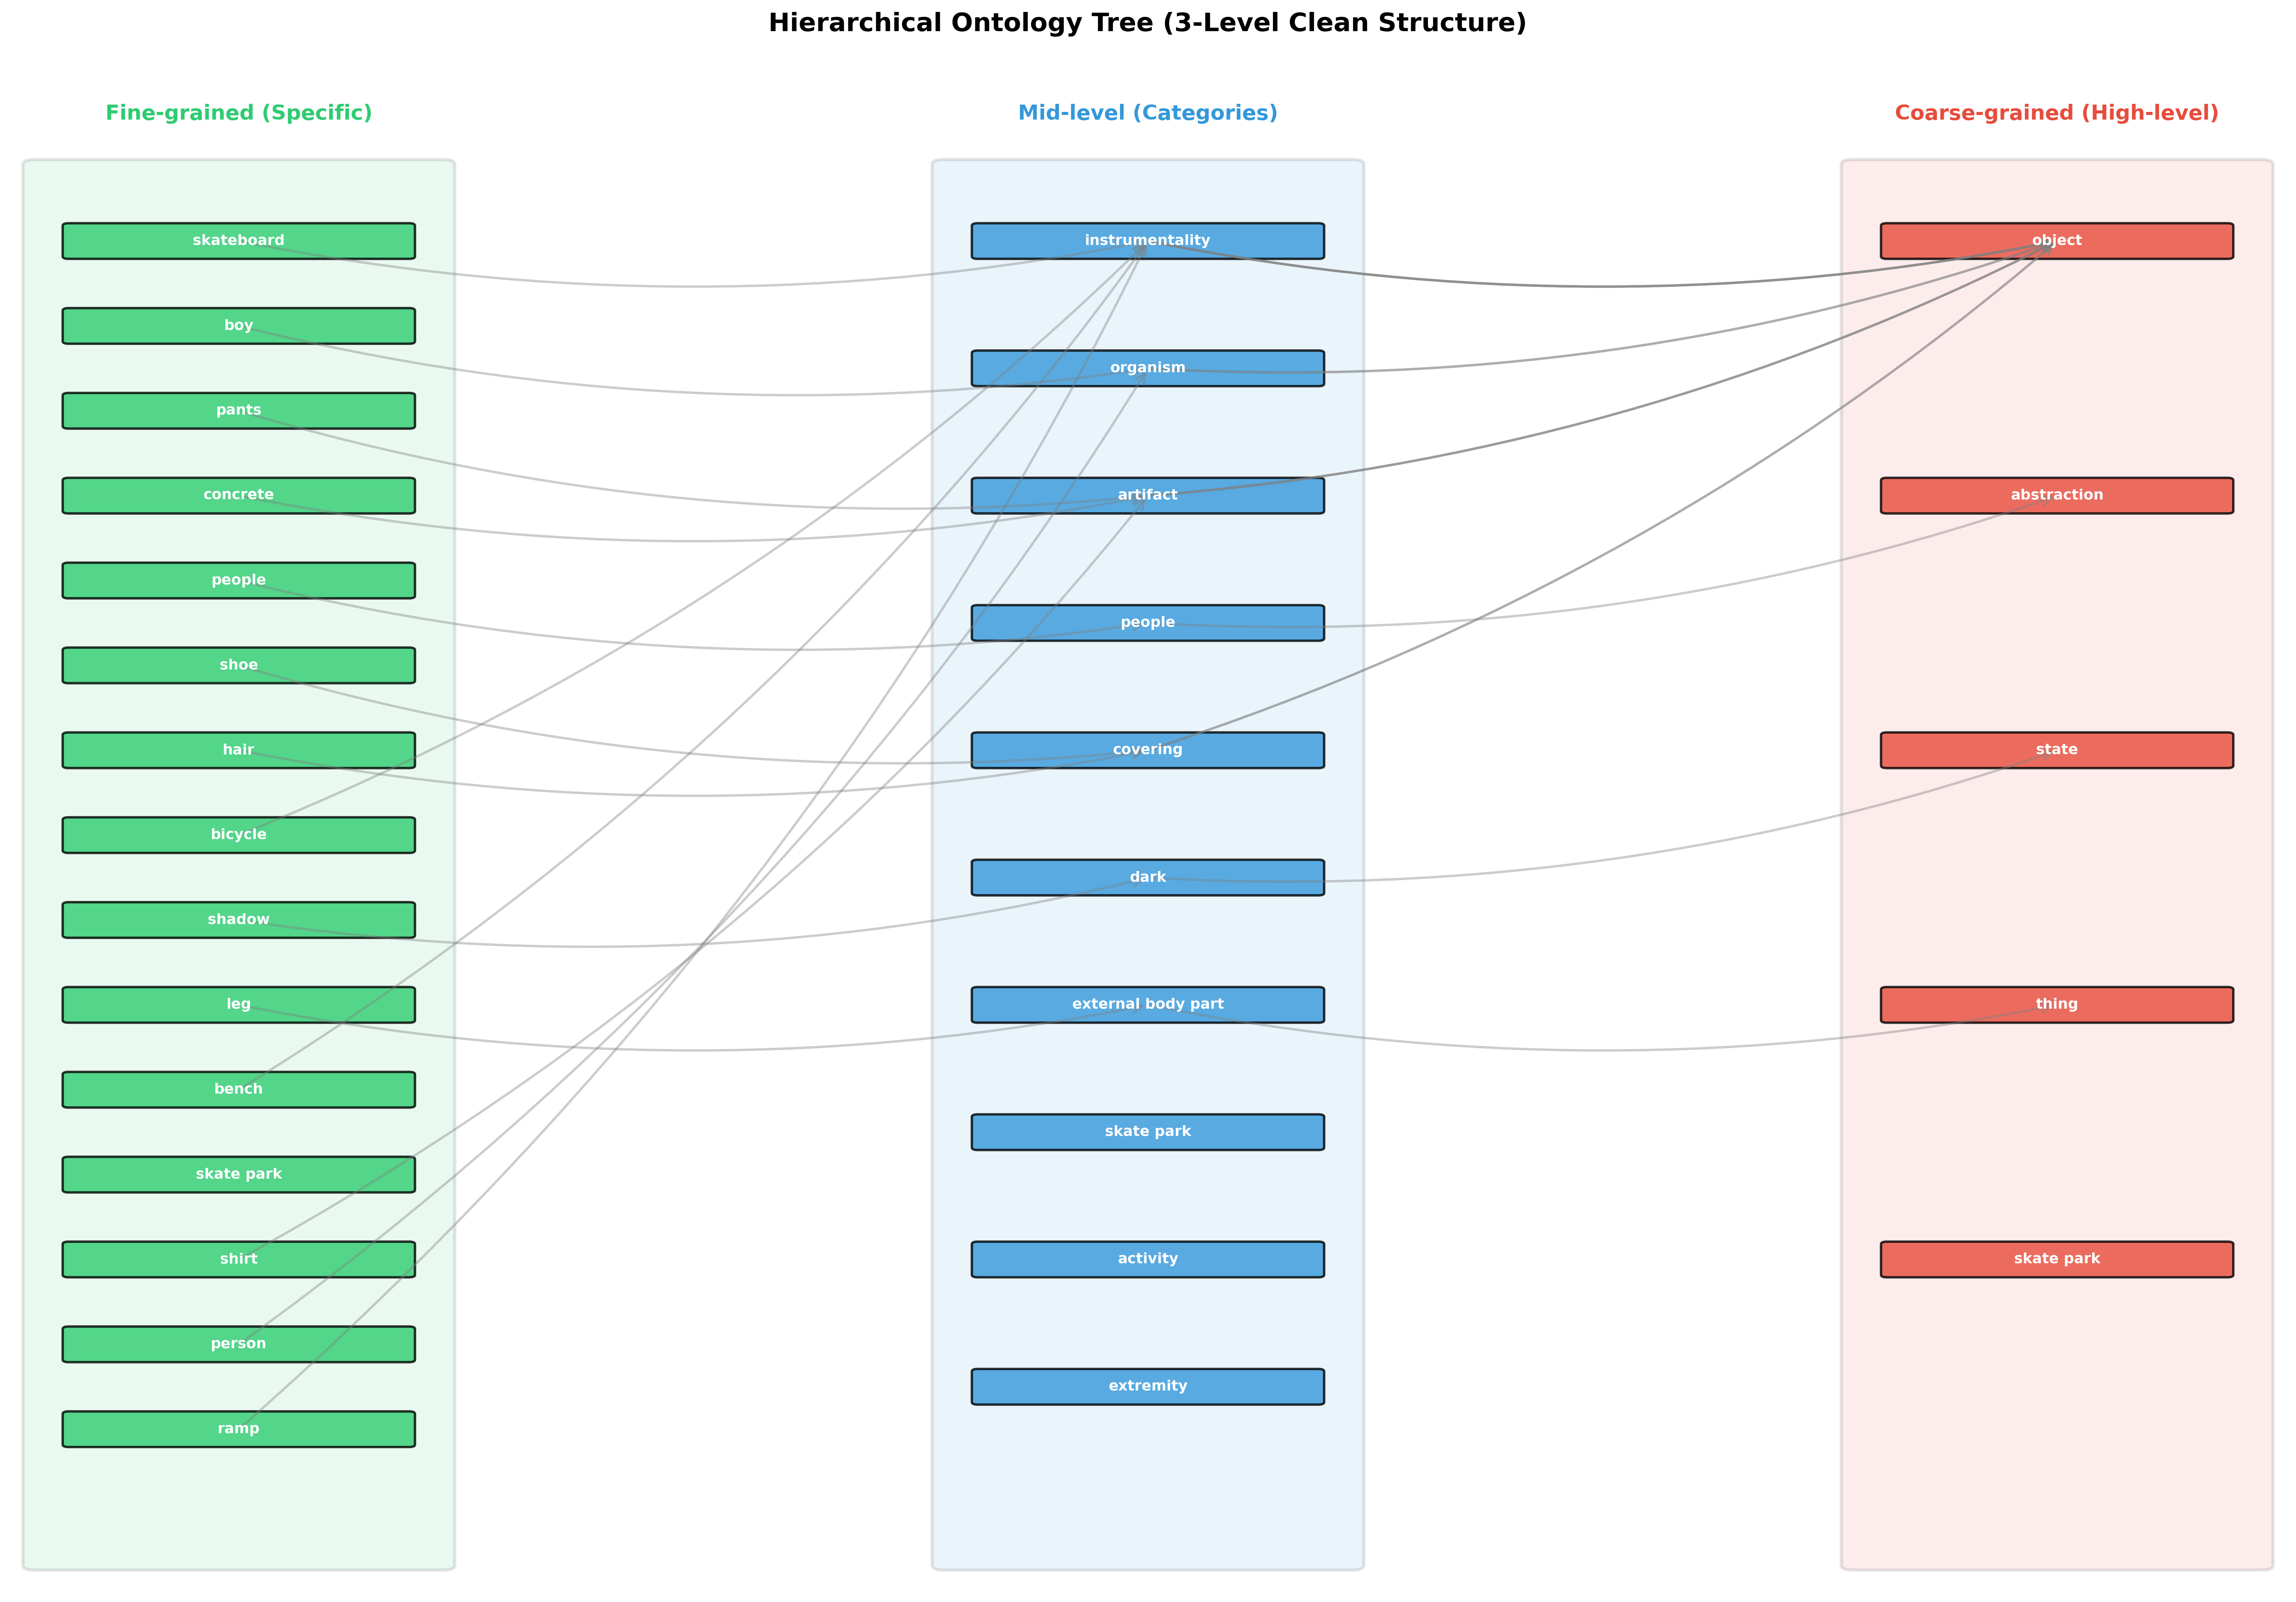 Hierarchical Ontology Tree (3-Level Clean Structure)
Fine-grained (Specific)
skateboard
boy
pants
concrete
people
shoe
hair
bicycle
shadow
leg
bench
skate park
shirt
person
ramp
Mid-level (Categories)
instrumentality
organism
artifact
people
covering
dark
external body part
skate park
activity
extremity
Coarse-grained (High-level)
object
abstraction
state
thing
skate park